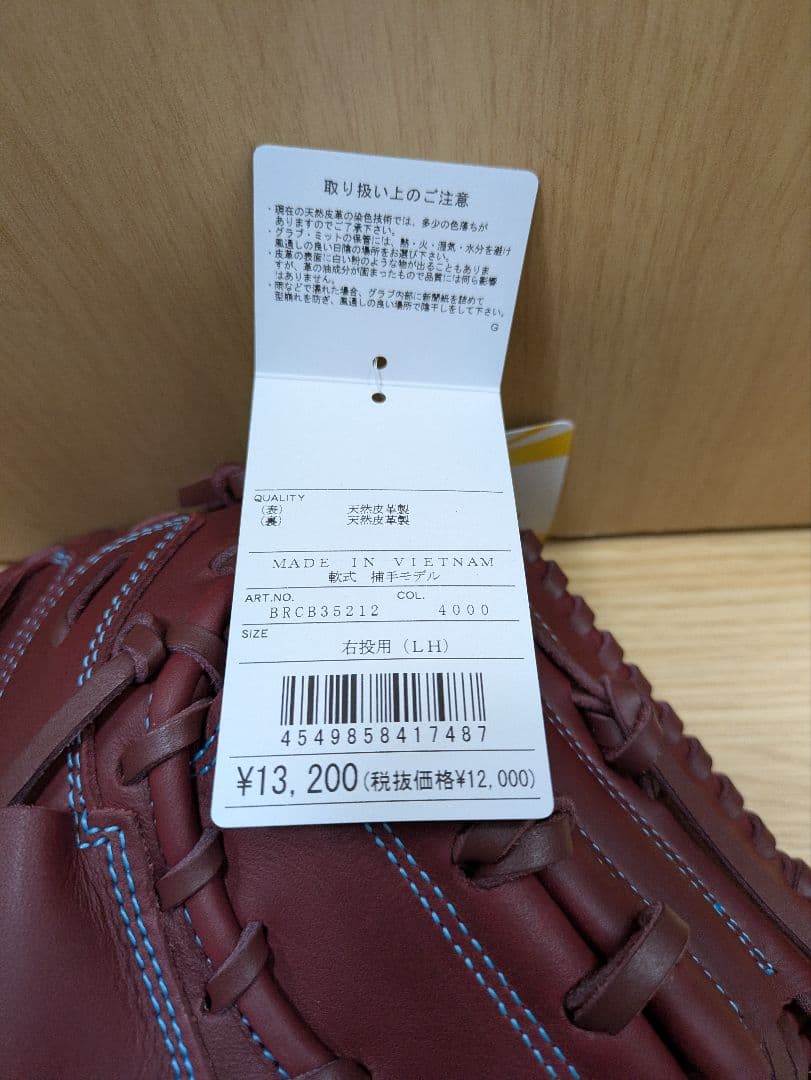 取り扱い上のご注意
・現在の天然皮革の染色技術では、多少の色落ちが
ありますのでご了承下さい。
・グラブ・ミットの保管には、熱・火・湿気・水分を避け
風通しの良い日陰の場所をお選び下さい。
・皮革の表面に白い粉のような物が出ることもありま
すが、革の油成分が固まったもので品質には何ら影響
はありません。
・雨などで濡れた場合、グラブ内部に新聞紙を詰めて
型崩れを防ぎ、風通しの良い場所で陰干しをして下さい。
G
QUALITY
(表) 天然皮革製
(裏) 天然皮革製
MADE IN VIETNAM
軟式 捕手モデル
ART.NO. COL.
BRCB35212 4000
SIZE
右投用(LH)
4549858417487
¥13,200(税抜価格¥12,000)